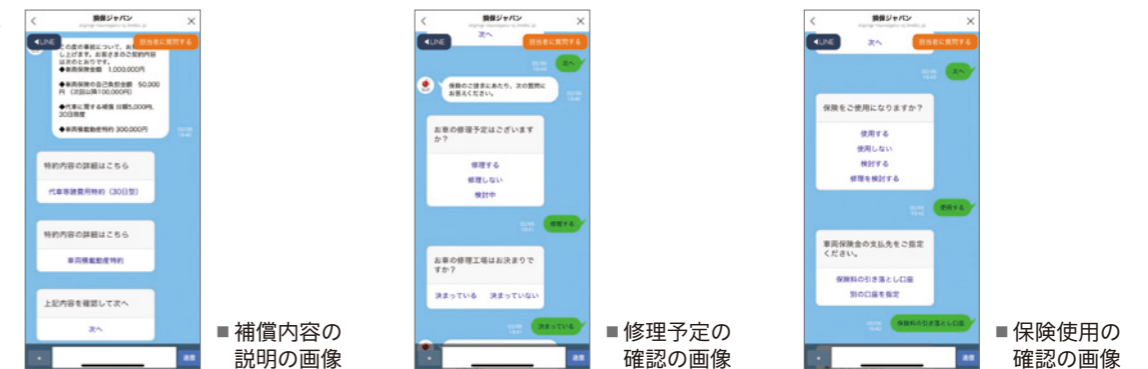 損保ジャパン
LINE
担当者に質問する
この度の事故について、お
し上げます。お客さまのご契約内容
は次のとおりです。
◆車両保険金額 1,000,000円
◆車両保険の自己負担金額 50,000
円 (次回以降100,000円)
◆代車に関する補償 日額5,000円、
30日限度
◆車両積載動産特約 300,000円
特約内容の詳細はこちら
代車等諸費用特約(30日型)
特約内容の詳細はこちら
車両積載動産特約
上記内容を確認して次へ
次へ
送信
■補償内容の
説明の画像
損保ジャパン
次へ
LINE
担当者に質問する
次へ
保険のご請求にあたり、次の質問に
お答えください。
お車の修理予定はございます
か?
修理する
修理しない
検討中
修理する
お車の修理工場はお決まりで
すか?
決まっている 決まっていない
決まっている
送信
■修理予定の
確認の画像
損保ジャパン
LINE
次へ
担当者に質問する
次へ
保険をご使用になりますか?
使用する
使用しない
検討する
修理を検討する
使用する
車両保険金の支払先をご指定
ください。
保険料の引き落とし口座
別の口座を指定
保険料の引き落とし口座
送信
■保険使用の
確認の画像